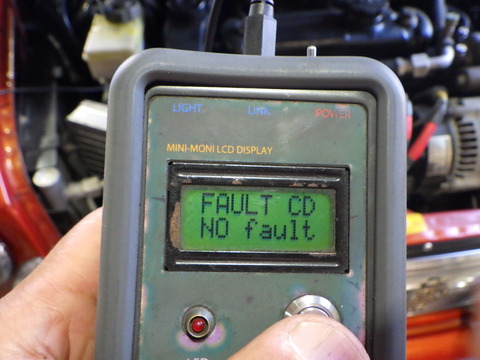 LIGHT LINK POWER
MINI-MONI LCD DISPLAY
FAULT CD
NO fault